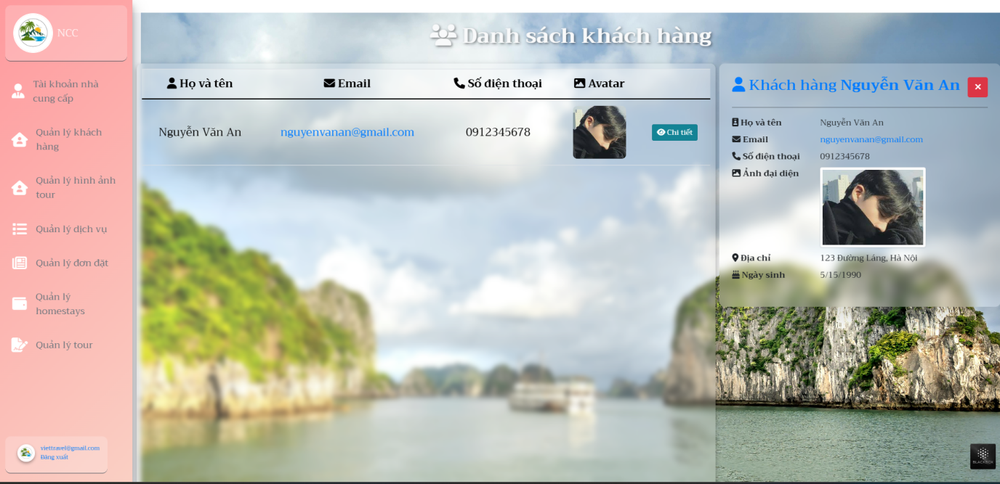 NCC
Tài khoản nhà
cung cấp
Quản lý khách
hàng
Quản lý hình ảnh
tour
Quản lý dịch vụ
Quản lý đơn đặt
Quản lý
homestays
Quản lý tour
viettravel@gmail.com
Đăng xuất
Danh sách khách hàng
Họ và tên Email Số điện thoại Avatar
Nguyễn Văn An nguyenvanan@gmail.com 0912345678 Chi tiết
Khách hàng Nguyễn Văn An
Họ và tên Nguyễn Văn An
Email nguyenvanan@gmail.com
Số điện thoại 0912345678
Ảnh đại diện
Địa chỉ 123 Đường Láng, Hà Nội
Ngày sinh 5/15/1990